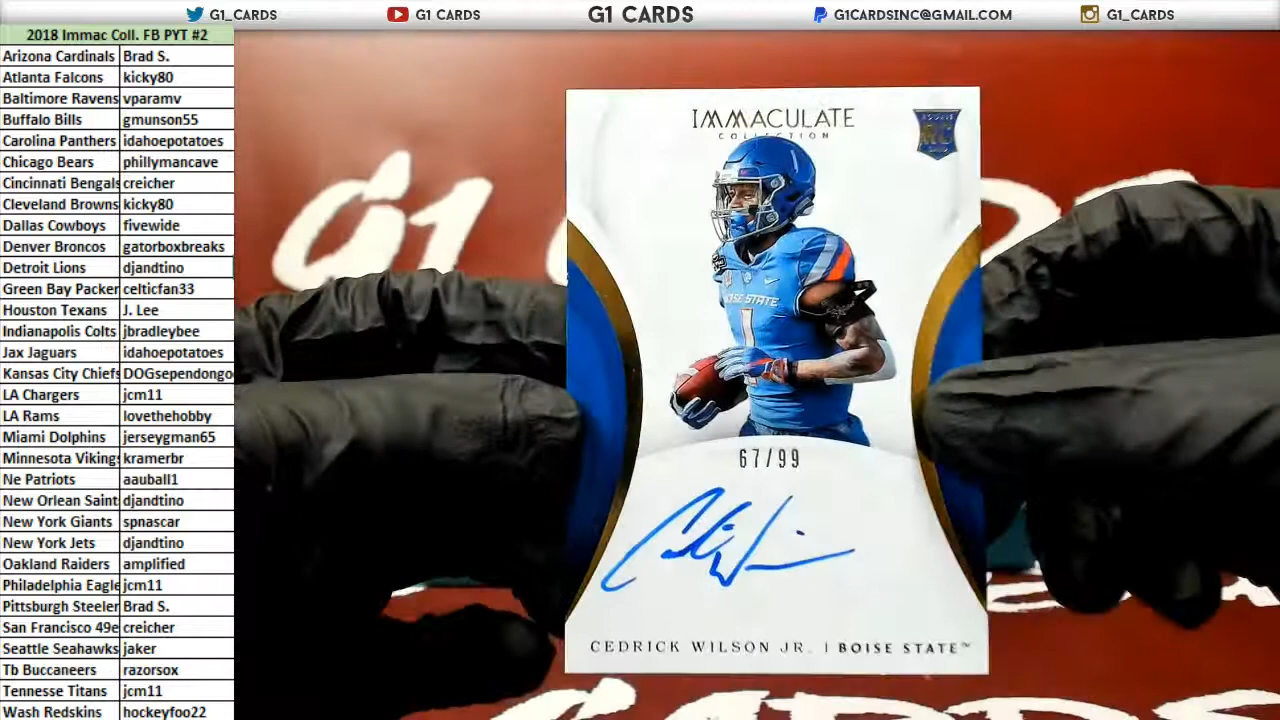 G1_CARDS
G1 CARDS
G1 CARDS
G1CARDSINC@GMAIL.COM
G1_CARDS
2018 Immac Coll. FB PYT #2
Arizona Cardinals Brad S.
Atlanta Falcons kicky80
Baltimore Ravens vparamv
Buffalo Bills gmunson55
Carolina Panthers idahoepotatoes
Chicago Bears phillymancave
Cincinnati Bengals creicher
Cleveland Browns kicky80
Dallas Cowboys fivewide
Denver Broncos gatorboxbreaks
Detroit Lions djandtino
Green Bay Packer celticfan33
Houston Texans J. Lee
Indianapolis Colts jbradleybee
Jax Jaguars idahoepotatoes
Kansas City Chiefs DOGsependongo
LA Chargers jcm11
LA Rams lovethehobby
Miami Dolphins jerseygman65
Minnesota Vikings kramerbr
Ne Patriots aauball1
New Orlean Saint djandtino
New York Giants spnascar
New York Jets djandtino
Oakland Raiders amplified
Philadelphia Eagle jcm11
Pittsburgh Steeler Brad S.
San Francisco 49e creicher
Seattle Seahawks jaker
Tb Buccaneers razorsox
Tennesse Titans jcm11
Wash Redskins hockeyfoo22
G1
IMMACULATE
COLLECTION
ROOKIE
RC
BOISE STATE
1
67/99
CEDRICK WILSON JR. | BOISE STATE™